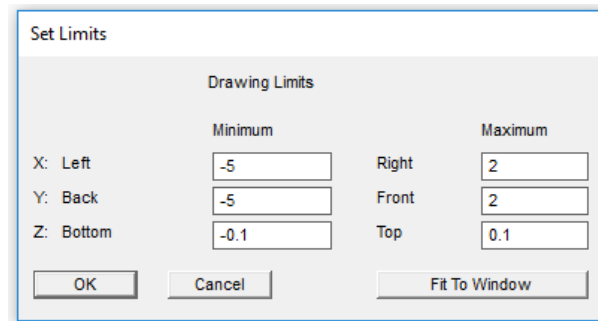 Set Limits
Drawing Limits
Minimum Maximum
X: Left -5 Right 2
Y: Back -5 Front 2
Z: Bottom -0.1 Top 0.1
OK Cancel Fit To Window